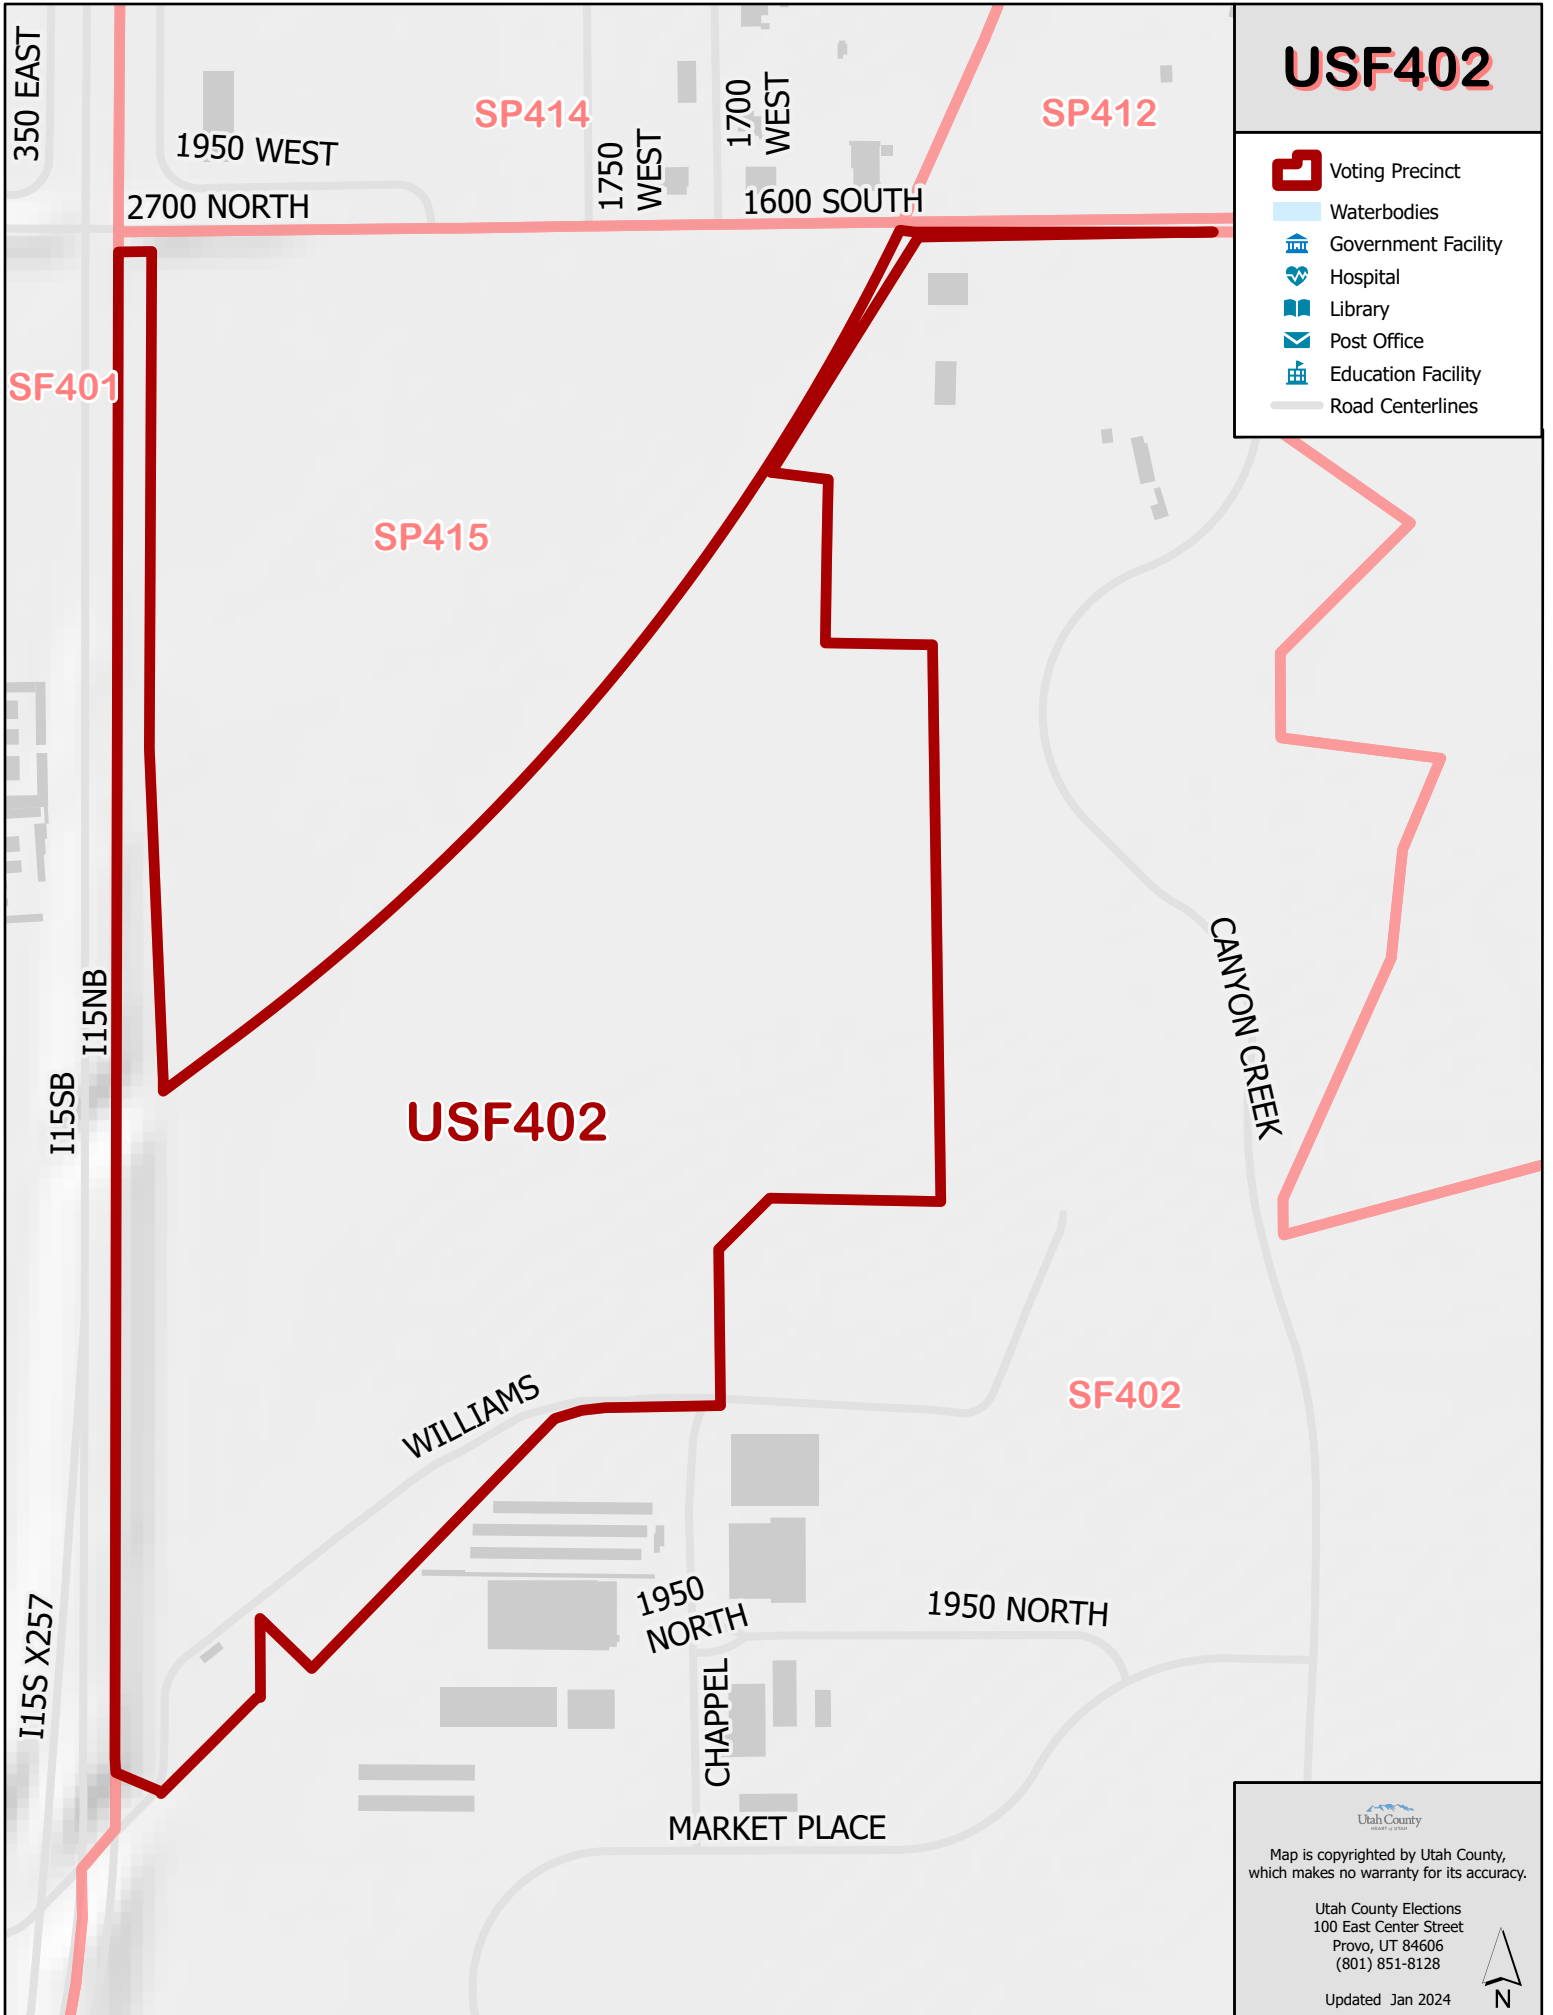 USF402
350 EAST
SP414
1700
WEST
SP412
1950 WEST
1750
WEST
2700 NORTH
1600 SOUTH
Voting Precinct
Waterbodies
Government Facility
Hospital
Library
Post Office
Education Facility
Road Centerlines
SF401
SP415
I15NB
CANYON CREEK
I15SB
USF402
WILLIAMS
SF402
I15S X257
1950
NORTH
1950 NORTH
CHAPPEL
MARKET PLACE
Utah County
HEART of UTAH
Map is copyrighted by Utah County,
which makes no warranty for its accuracy.
Utah County Elections
100 East Center Street
Provo, UT 84606
(801) 851-8128
Updated Jan 2024
N